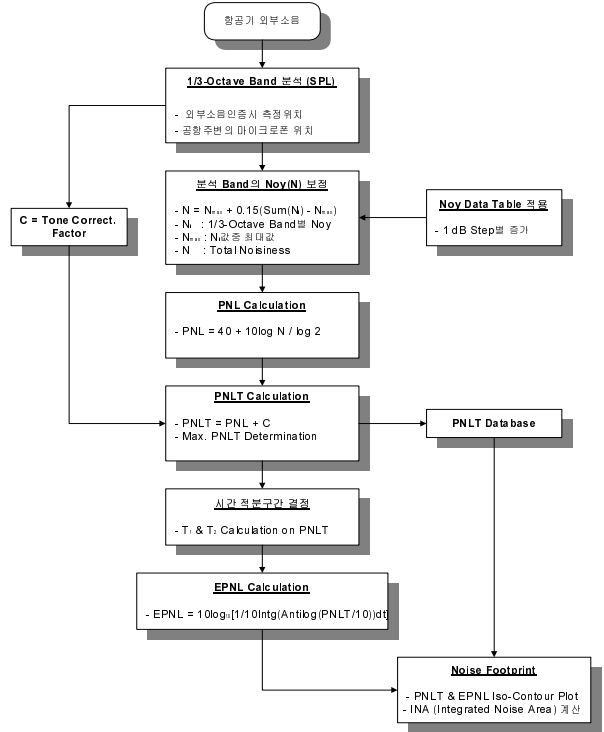 항공기 외부소음
1/3-Octave Band 분석 (SPL)
- 외부소음인증시 측정위치
- 공항주변의 마이크로폰 위치
분석 Band의 Noy(N) 보정
- N = Nmax + 0.15(Sum(Ni) - Nmax)
- Ni : 1/3-Octave Band별 Noy
- Nmax : Ni값중 최대값
- N : Total Noisiness
Noy Data Table 적용
- 1 dB Step별 증가
C = Tone Correct.
Factor
PNL Calculation
- PNL = 40 + 10log N / log 2
PNLT Calculation
- PNLT = PNL + C
- Max. PNLT Determination
PNLT Database
시간 적분구간 결정
- T1 & T2 Calculation on PNLT
EPNL Calculation
- EPNL = 10log10[1/10Intg(Antilog(PNLT/10))dt]
Noise Footprint
- PNLT & EPNL Iso-Contour Plot
- INA (Integrated Noise Area) 계산